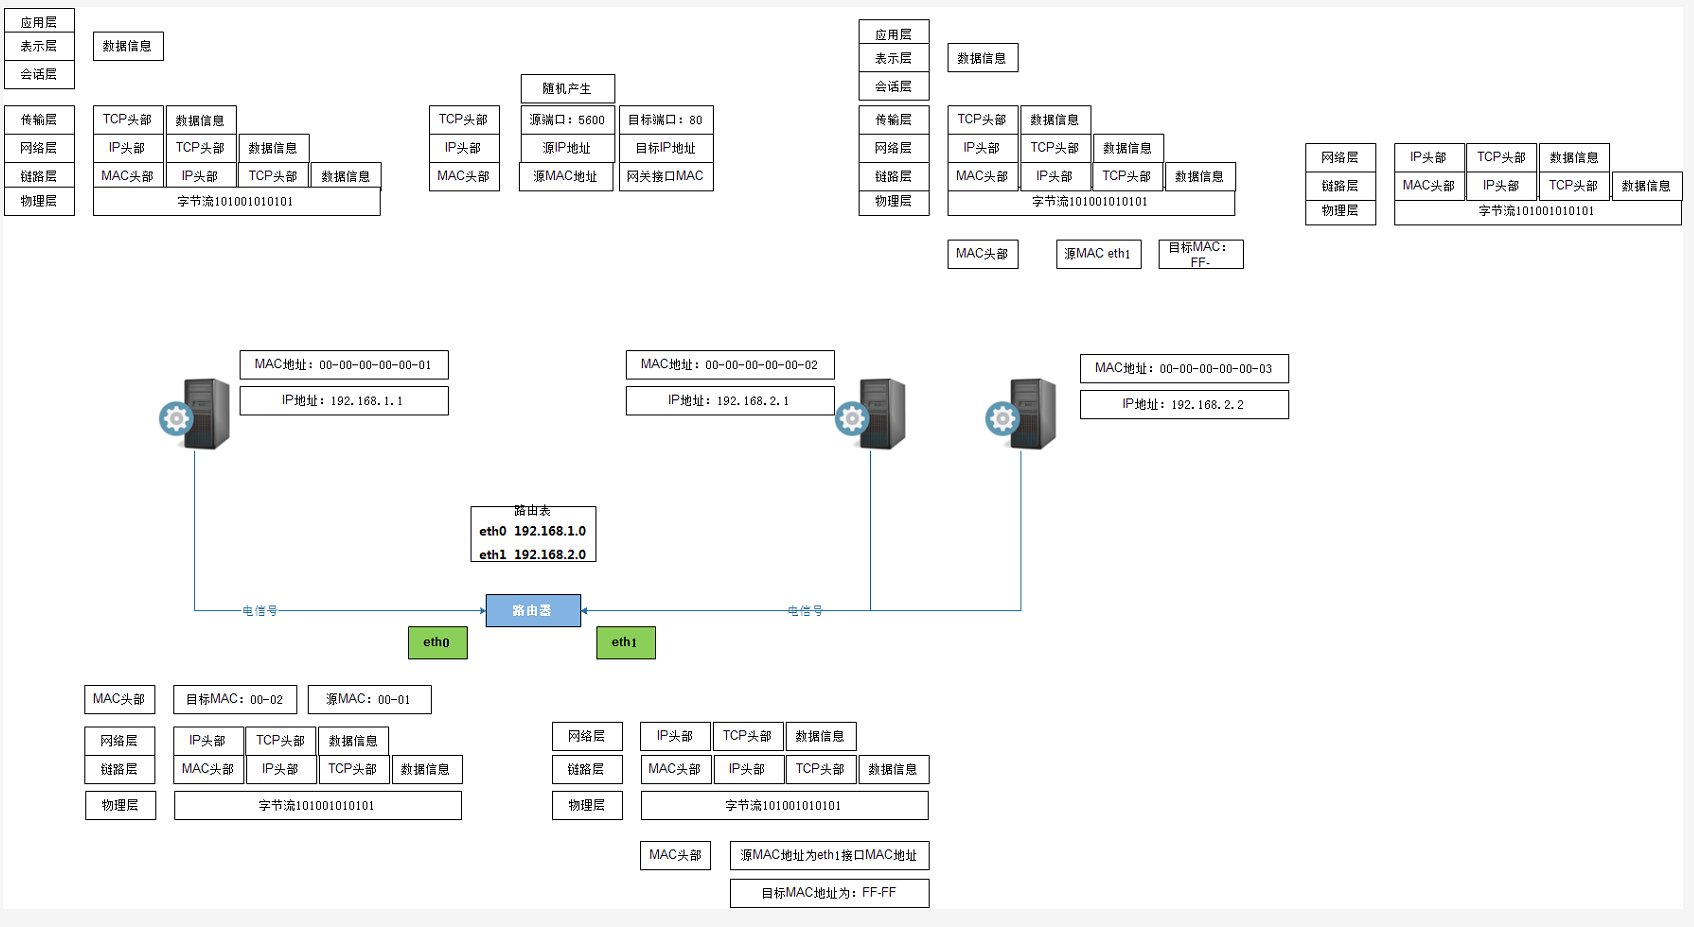 应用层
表示层
会话层
数据信息
传输层
TCP头部
数据信息
网络层
IP头部
TCP头部
数据信息
链路层
MAC头部
IP头部
TCP头部
数据信息
物理层
字节流101001010101
随机产生
TCP头部
源端口：5600
目标端口：80
IP头部
源IP地址
目标IP地址
MAC头部
源MAC地址
网关接口MAC
应用层
表示层
会话层
数据信息
传输层
TCP头部
数据信息
网络层
IP头部
TCP头部
数据信息
链路层
MAC头部
IP头部
TCP头部
数据信息
物理层
字节流101001010101
MAC头部
源MAC eth1
目标MAC：
FF-
网络层
IP头部
TCP头部
数据信息
链路层
MAC头部
IP头部
TCP头部
数据信息
物理层
字节流101001010101
MAC地址：00-00-00-00-00-01
IP地址：192.168.1.1
MAC地址：00-00-00-00-00-02
IP地址：192.168.2.1
MAC地址：00-00-00-00-00-03
IP地址：192.168.2.2
路由表
eth0 192.168.1.0
eth1 192.168.2.0
电信号
路由器
电信号
eth0
eth1
MAC头部
目标MAC：00-02
源MAC：00-01
网络层
IP头部
TCP头部
数据信息
链路层
MAC头部
IP头部
TCP头部
数据信息
物理层
字节流101001010101
网络层
IP头部
TCP头部
数据信息
链路层
MAC头部
IP头部
TCP头部
数据信息
物理层
字节流101001010101
MAC头部
源MAC地址为eth1接口MAC地址
目标MAC地址为：FF-FF